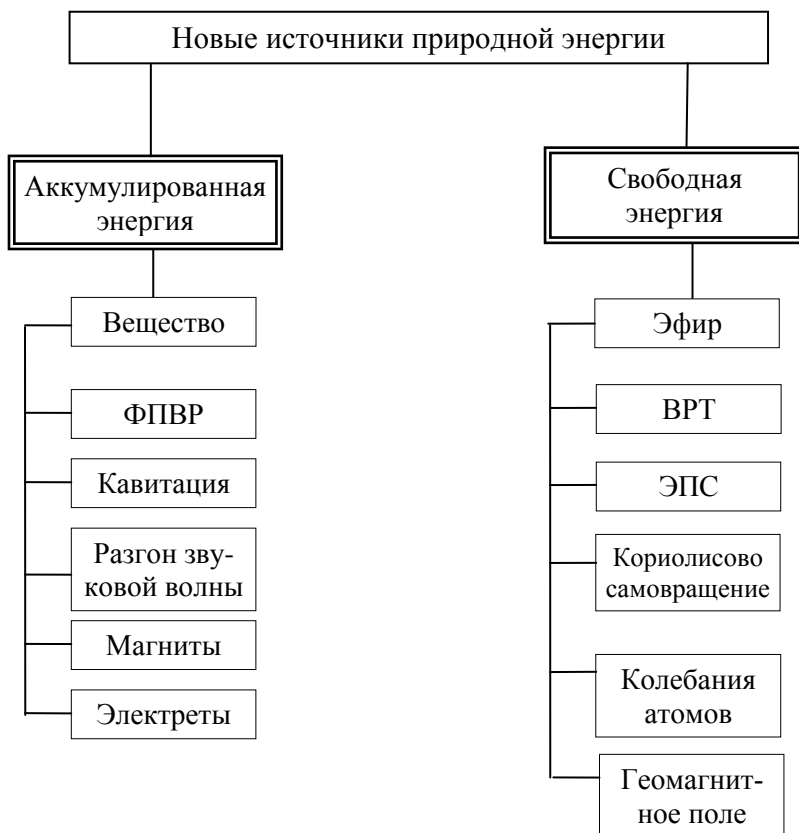 Новые источники природной энергии
Аккумулированная
энергия
Свободная
энергия
Вещество
ФПВР
Кавитация
Разгон зву-
ковой волны
Магниты
Электреты
Эфир
ВРТ
ЭПС
Кориолисово
самовращение
Колебания
атомов
Геомагнит-
ное поле